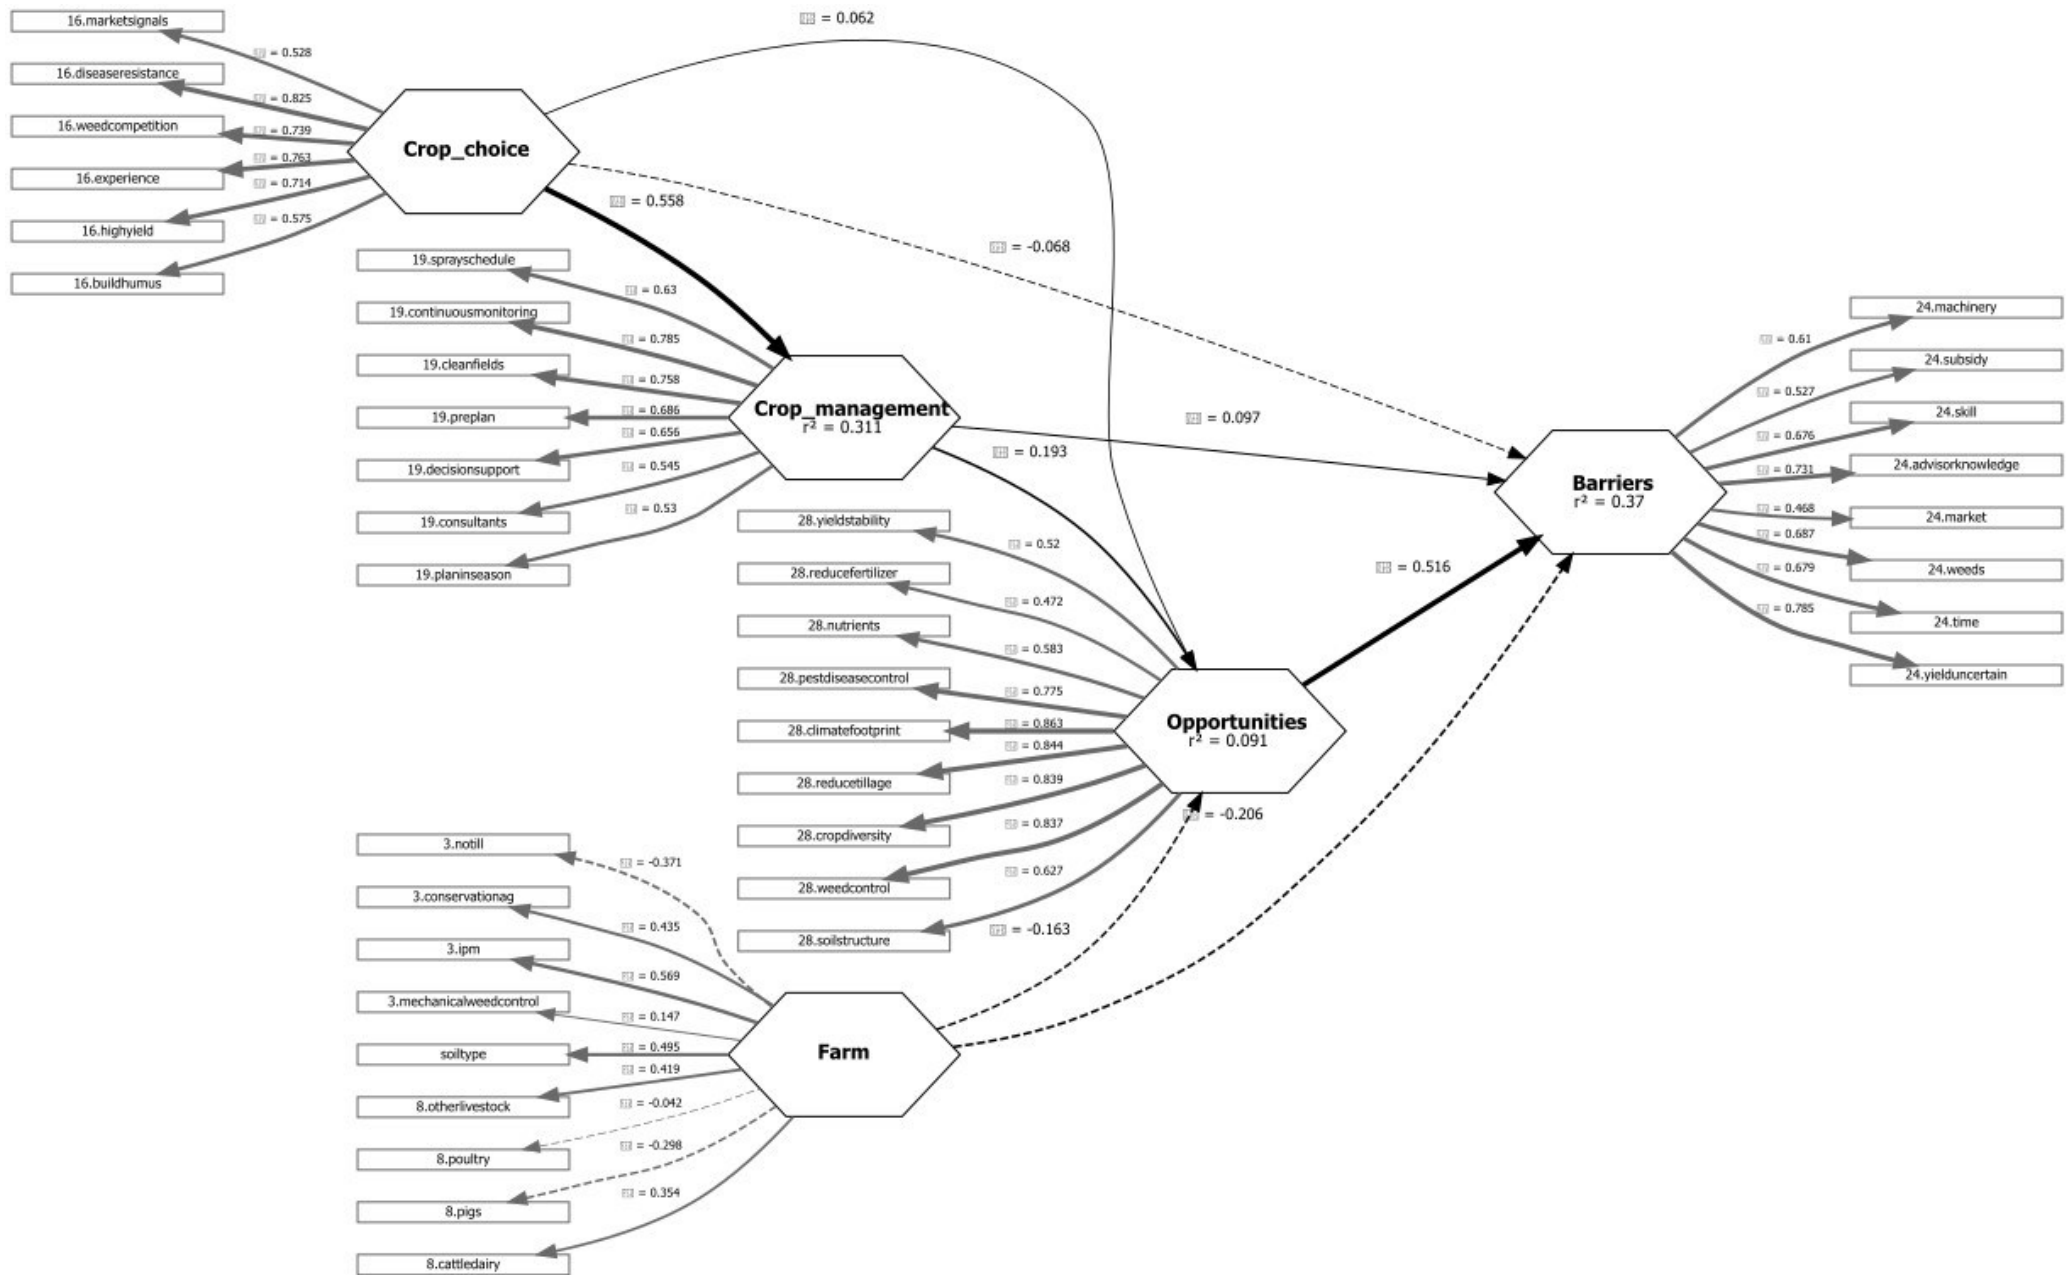 16.marketsignals
16.diseaseresistance
16.weedcompetition
16.experience
16.highyield
16.buildhumus
= 0.528
= 0.825
= 0.739
= 0.763
= 0.714
= 0.575
Crop_choice
= 0.062
= 0.558
= -0.068
19.sprayschedule
19.continuousmonitoring
19.cleanfields
19.preplan
19.decisionsupport
19.consultants
19.planinseason
= 0.63
= 0.785
= 0.758
= 0.686
= 0.656
= 0.545
= 0.53
Crop_management
r² = 0.311
= 0.097
= 0.193
28.yieldstability
28.reducefertilizer
28.nutrients
28.pestdiseasecontrol
28.climatefootprint
28.reducetillage
28.cropdiversity
28.weedcontrol
28.soilstructure
= 0.52
= 0.472
= 0.583
= 0.775
= 0.863
= 0.844
= 0.839
= 0.837
= 0.627
Opportunities
r² = 0.091
= 0.516
= -0.206
= -0.163
Barriers
r² = 0.37
= 0.61
= 0.527
= 0.676
= 0.731
= 0.468
= 0.687
= 0.679
= 0.785
24.machinery
24.subsidy
24.skill
24.advisorknowledge
24.market
24.weeds
24.time
24.yielduncertain
3.notill
3.conservationag
3.ipm
3.mechanicalweedcontrol
soiltype
8.otherlivestock
8.poultry
8.pigs
8.cattledairy
= -0.371
= 0.435
= 0.569
= 0.147
= 0.495
= 0.419
= -0.042
= -0.298
= 0.354
Farm